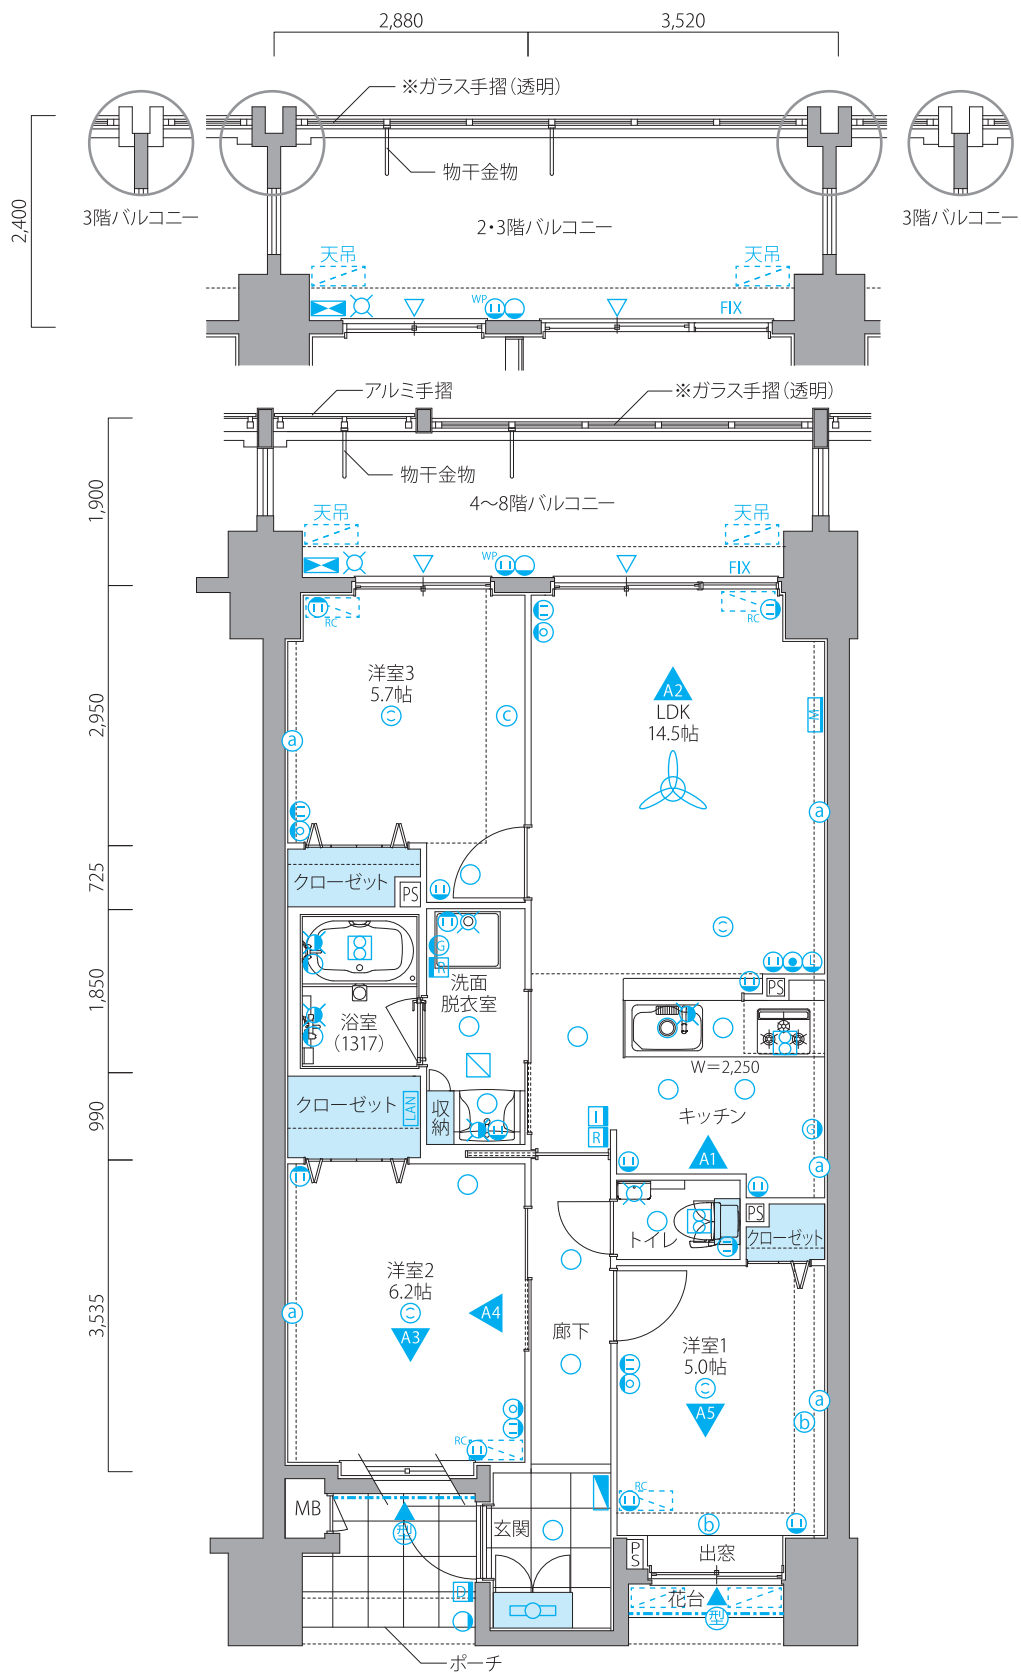 2,880
3,520
※ガラス手摺（透明）
物干金物
3階バルコニー
3階バルコニー
2,400
2・3階バルコニー
天吊
天吊
WP
FIX
アルミ手摺
※ガラス手摺（透明）
物干金物
4〜8階バルコニー
1,900
天吊
天吊
WP
FIX
RC
RC
洋室3
5.7帖
A2
LDK
14.5帖
C
C
C
M
a
a
2,950
725
クローゼット
PS
C
G
R
L
洗面
脱衣室
PS
1,850
浴室
（1317）
W=2,250
990
クローゼット
LAN
収納
I
R
キッチン
G
A1
a
PS
トイレ
クローゼット
洋室2
6.2帖
C
A3
A4
a
3,535
廊下
洋室1
5.0帖
C
A5
a
b
RC
RC
b
MB
型
玄関
PS
出窓
D
花台
型
ポーチ